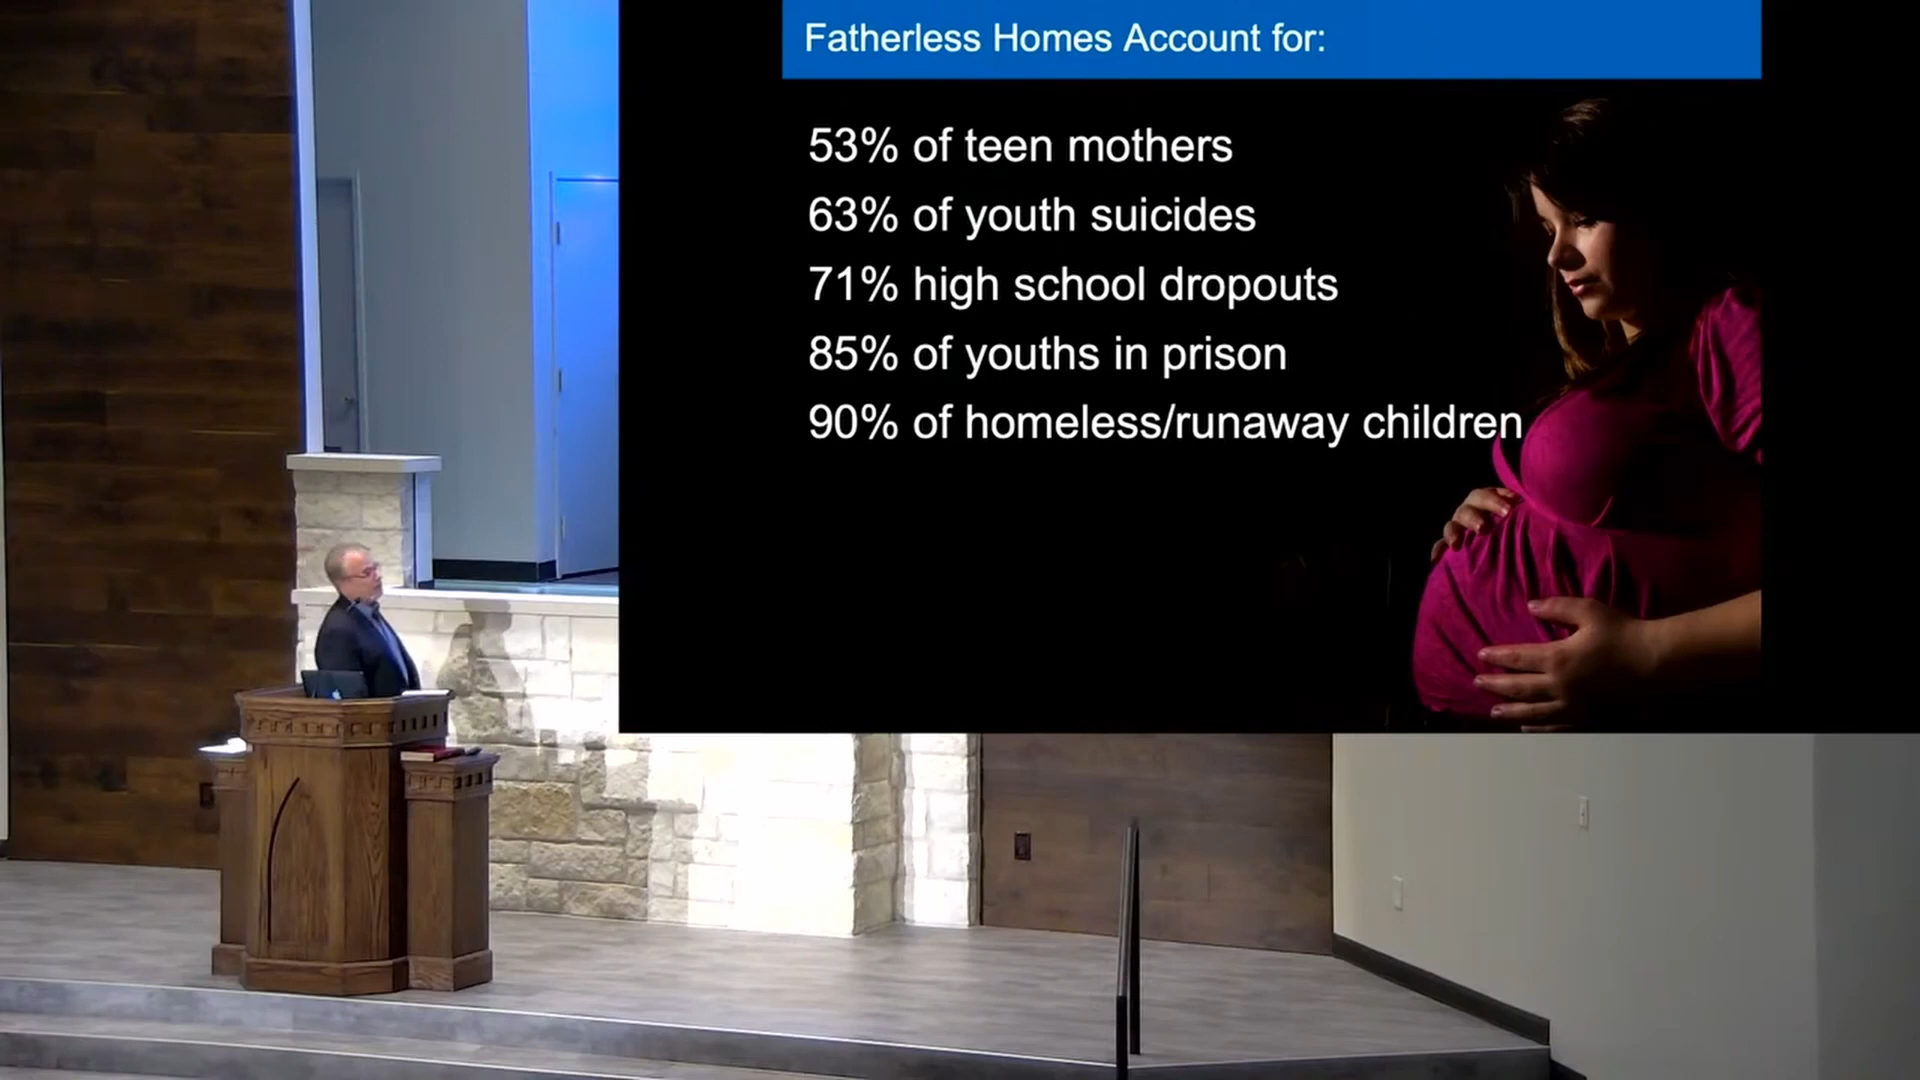 Fatherless Homes Account for:
53% of teen mothers
63% of youth suicides
71% high school dropouts
85% of youths in prison
90% of homeless/runaway children